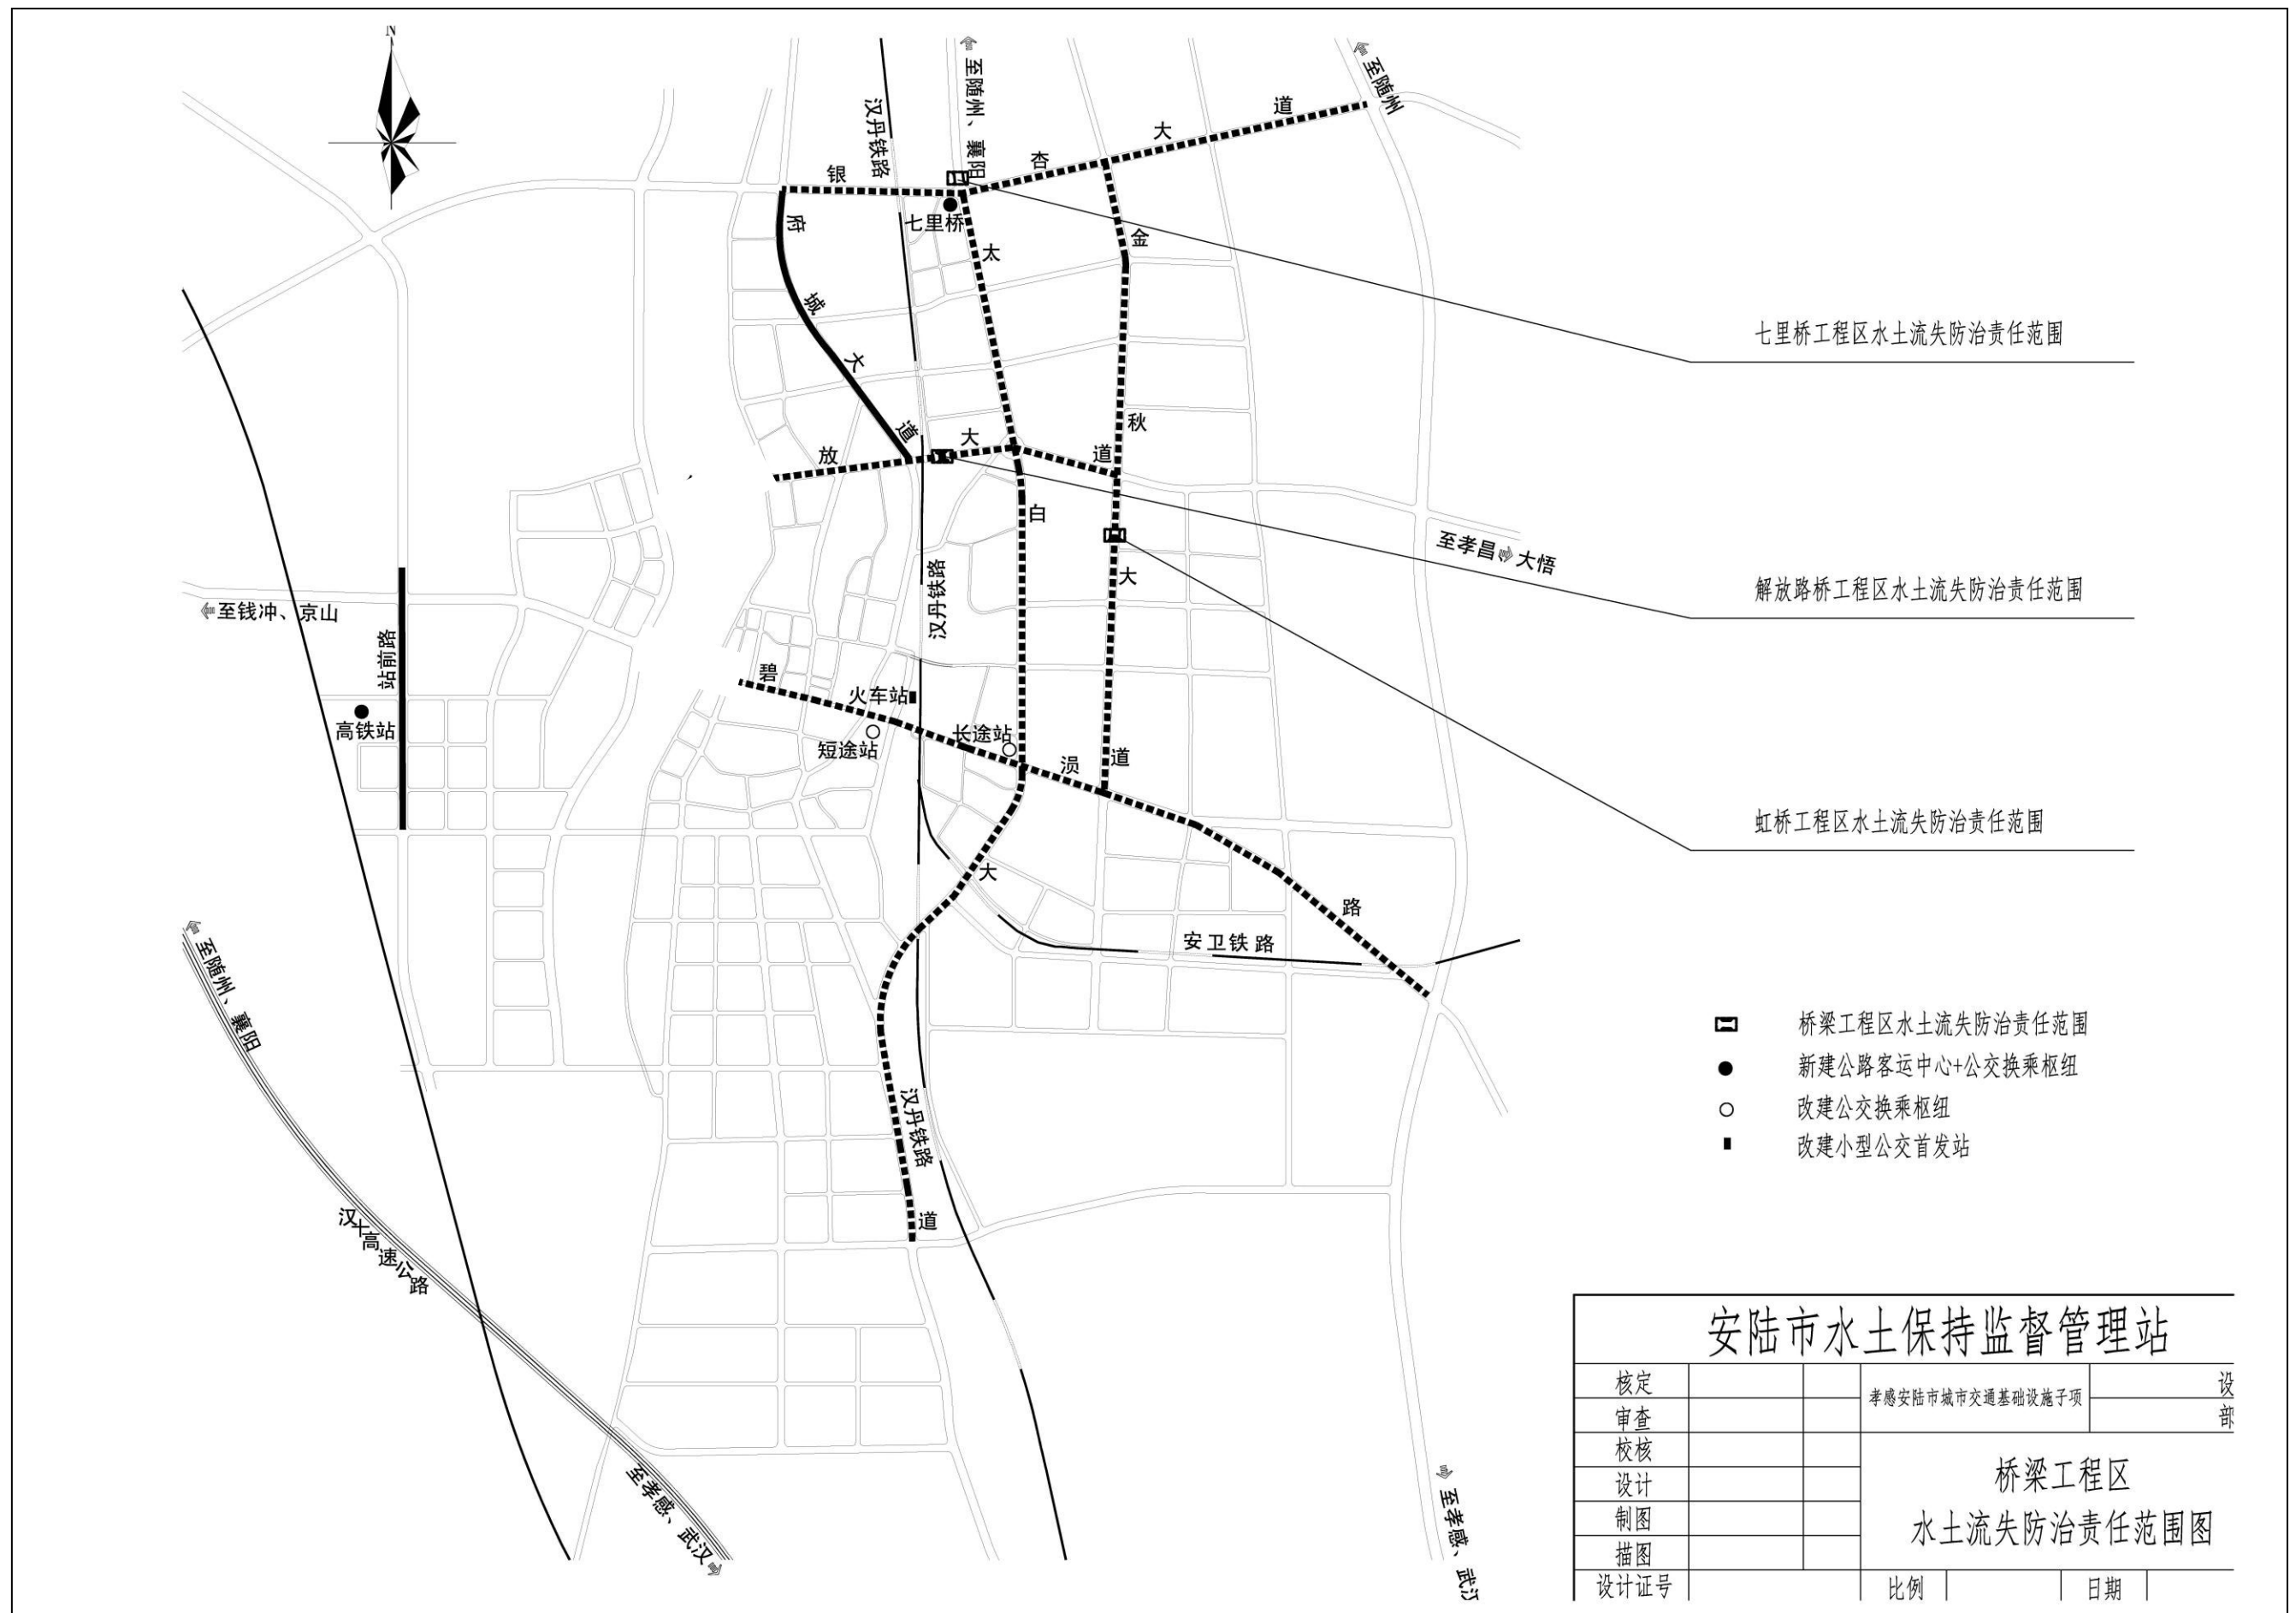 N
至随州、襄阳
至随州
汉丹铁路
银杏大道
七里桥
府城大道
太白大道
金秋大道
七里桥工程区水土流失防治责任范围
放大道
至孝昌 大悟
解放路桥工程区水土流失防治责任范围
汉丹铁路
至钱冲、京山
站前路
高铁站
碧涢路
火车站
短途站
长途站
虹桥工程区水土流失防治责任范围
安卫铁路
至随州、襄阳
汉十高速公路
汉丹铁路
至孝感、武汉
至孝感、武汉
桥梁工程区水土流失防治责任范围
新建公路客运中心+公交换乘枢纽
改建公交换乘枢纽
改建小型公交首发站
安陆市水土保持监督管理站
核定
孝感安陆市城市交通基础设施子项
设
审查
部
校核
设计
桥梁工程区
水土流失防治责任范围图
制图
描图
设计证号
比例
日期